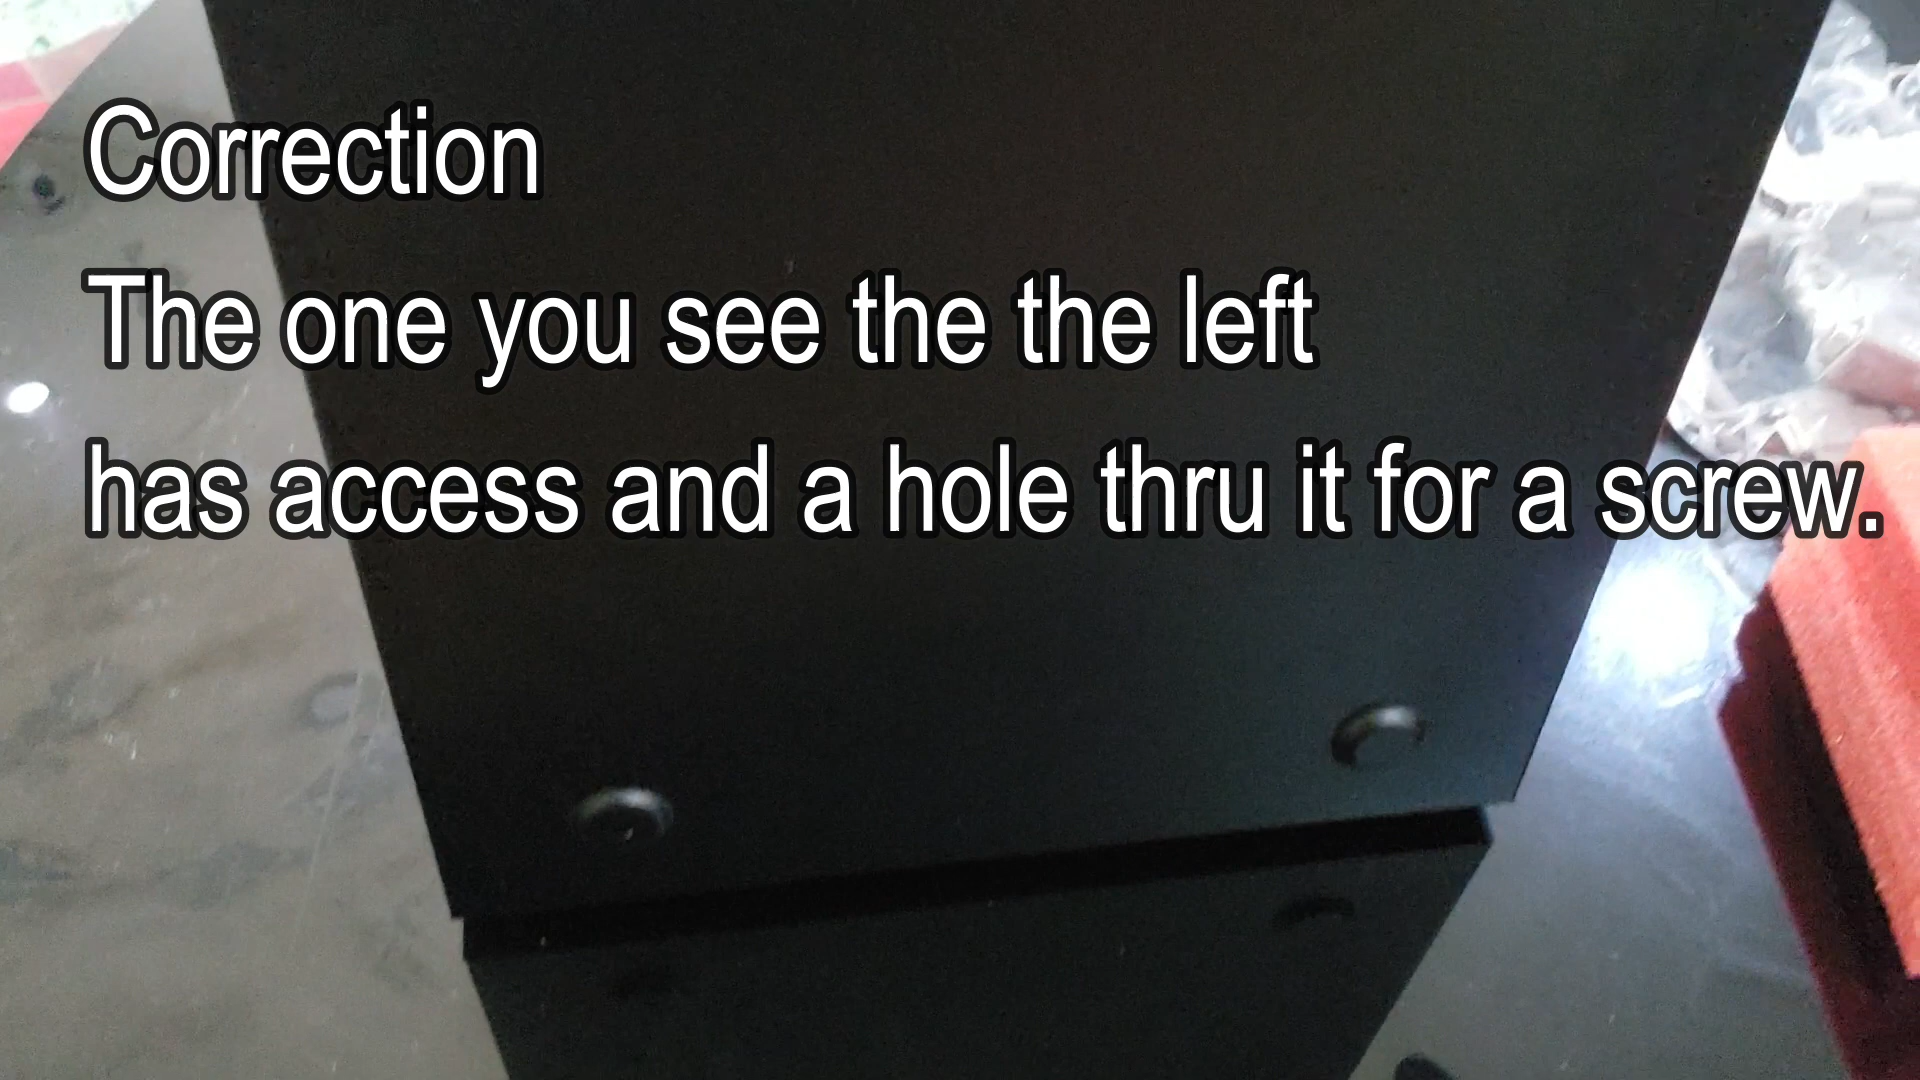 Correction
The one you see the the left
has access and a hole thru it for a screw.